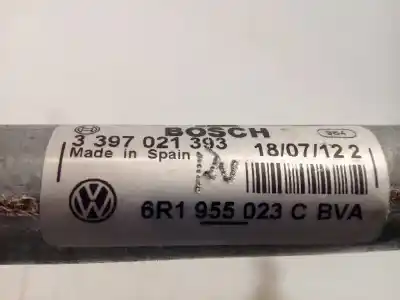 BOSCH
3 397 021 393
Made in Spain
18/07/12 2
6R1 955 023 C BVA